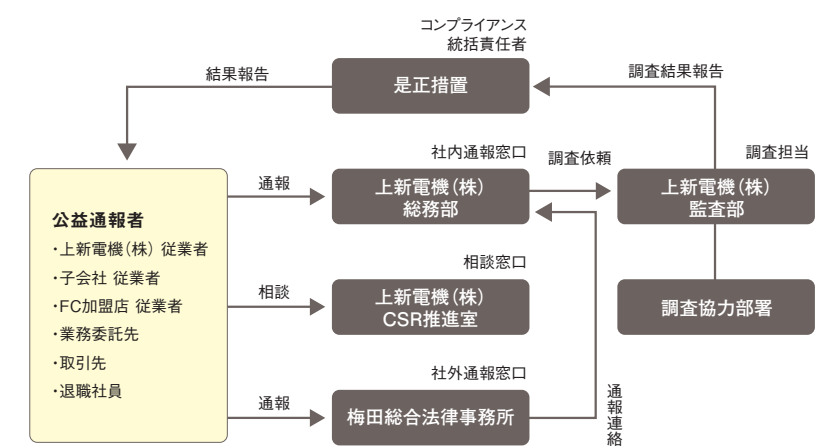 コンプライアンス
統括責任者
結果報告
是正措置
調査結果報告
社内通報窓口
調査依頼
調査担当
通報
上新電機(株)
総務部
上新電機(株)
監査部
公益通報者
・上新電機(株) 従業者
・子会社 従業者
・FC加盟店 従業者
・業務委託先
・取引先
・退職社員
相談窓口
相談
上新電機(株)
CSR推進室
調査協力部署
社外通報窓口
通報
梅田総合法律事務所
通報連絡